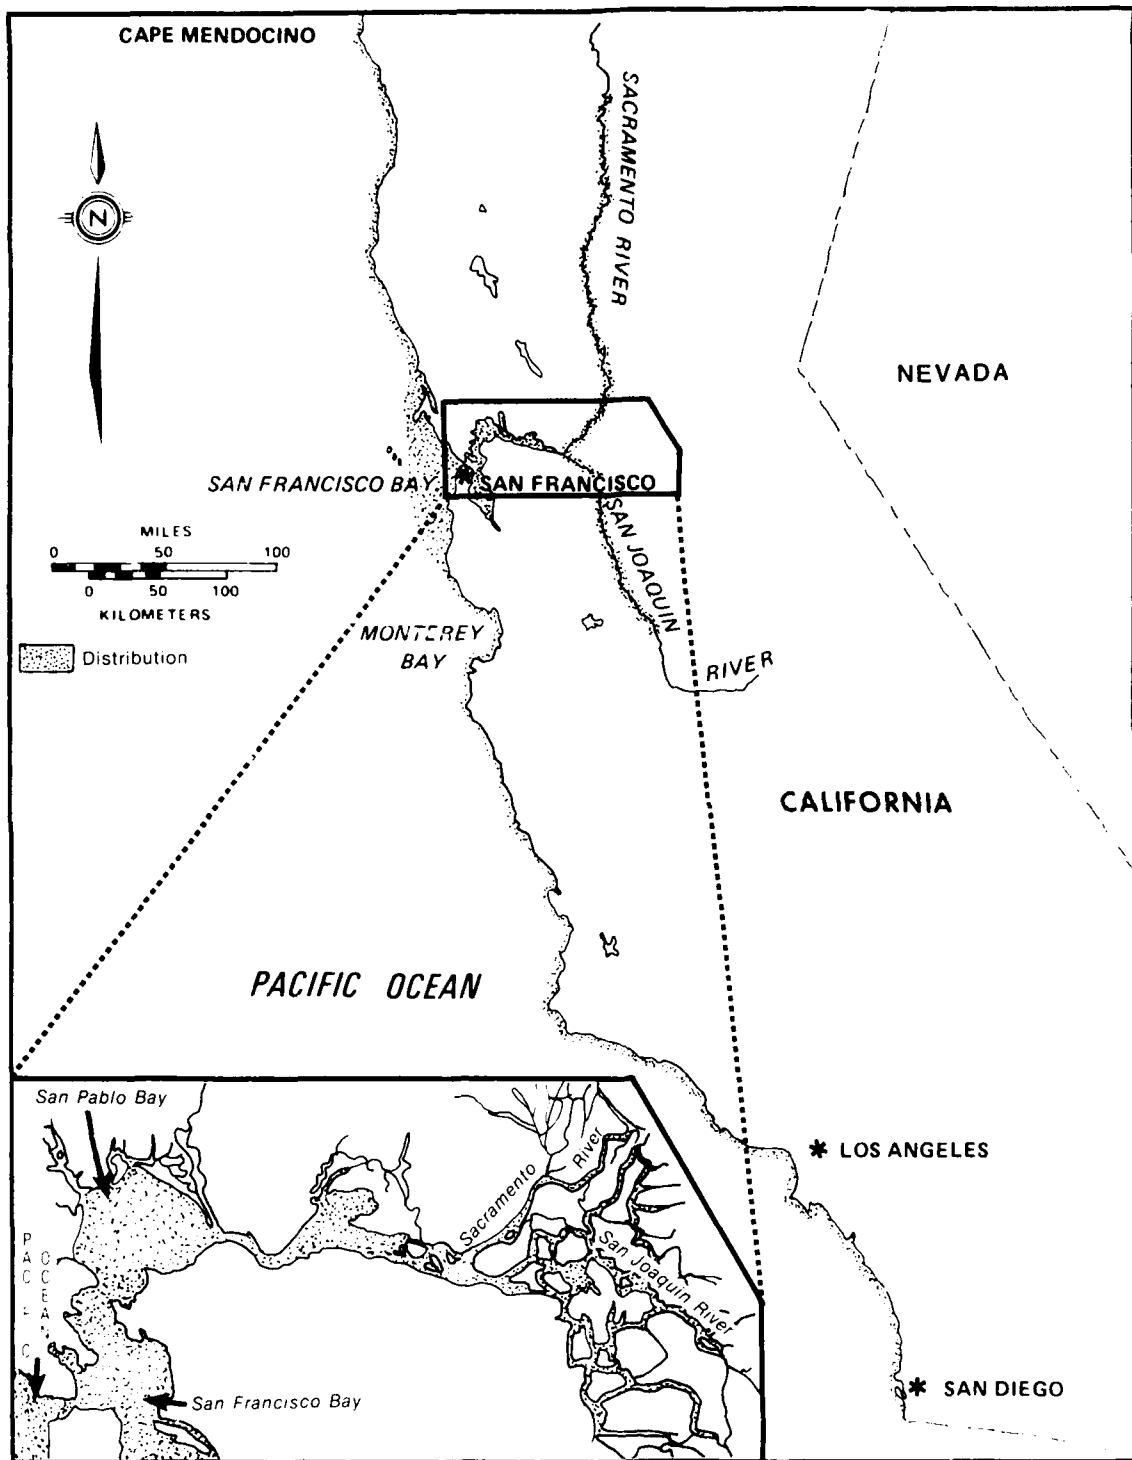 CAPE MENDOCINO
SACRAMENTO RIVER
N
NEVADA
SAN FRANCISCO BAY
SAN FRANCISCO
MILES
0 50 100
0 50 100
KILOMETERS
SAN JOAQUIN
RIVER
MONTEREY
BAY
Distribution
CALIFORNIA
PACIFIC OCEAN
San Pablo Bay
Sacramento River
San Joaquin River
PACIFIC
OCEAN
San Francisco Bay
* LOS ANGELES
* SAN DIEGO